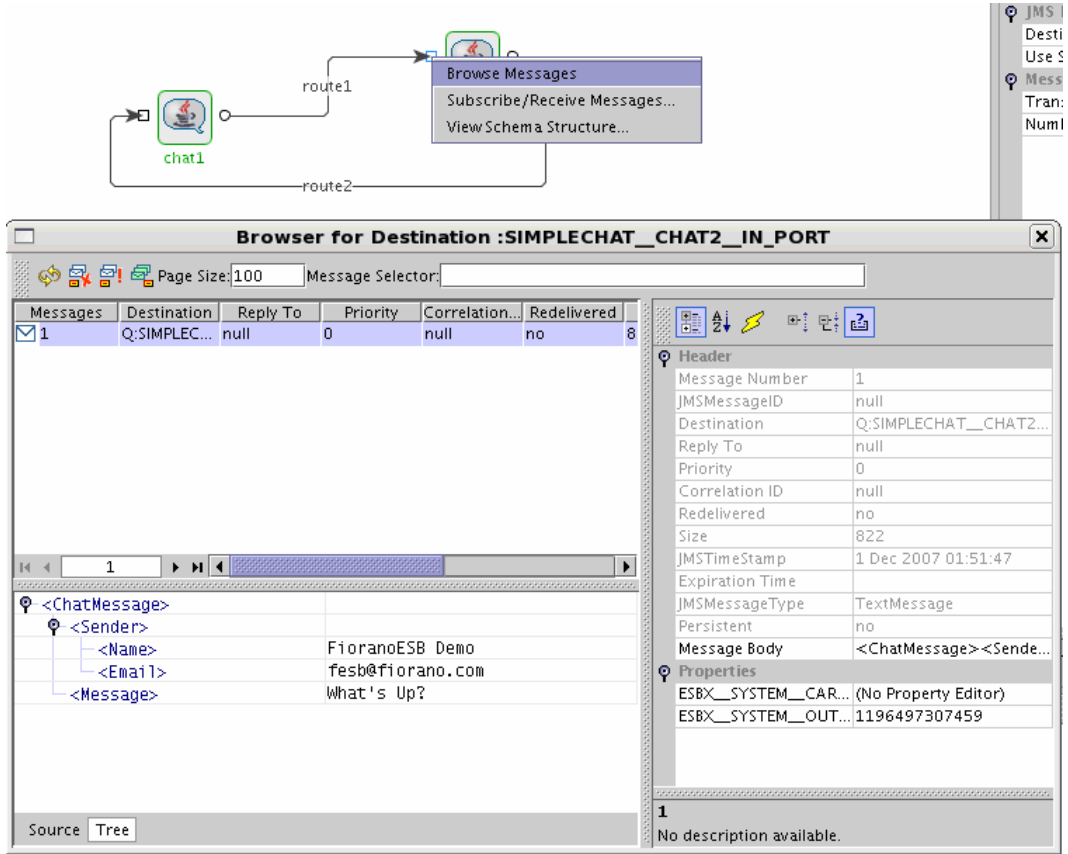 JMS
Desti
Use S
Mess
Tran:
Numl
Browse Messages
Subscribe/Receive Messages...
View Schema Structure...
route1
chat1
route2
Browser for Destination :SIMPLECHAT__CHAT2__IN_PORT
Page Size: 100 Message Selector:
Messages Destination Reply To Priority Correlation... Redelivered
1 Q:SIMPLEC... null 0 null no 8
1
<ChatMessage>
<Sender>
<Name> FioranoESB Demo
<Email> fesb@fiorano.com
<Message> What's Up?
Source Tree
Header
Message Number 1
JMSMessageID null
Destination Q:SIMPLECHAT__CHAT2...
Reply To null
Priority 0
Correlation ID null
Redelivered no
Size 822
JMSTimeStamp 1 Dec 2007 01:51:47
Expiration Time
JMSMessageType TextMessage
Persistent no
Message Body <ChatMessage><Sende...
Properties
ESBX__SYSTEM__CAR... (No Property Editor)
ESBX__SYSTEM__OUT... 1196497307459
1
No description available.